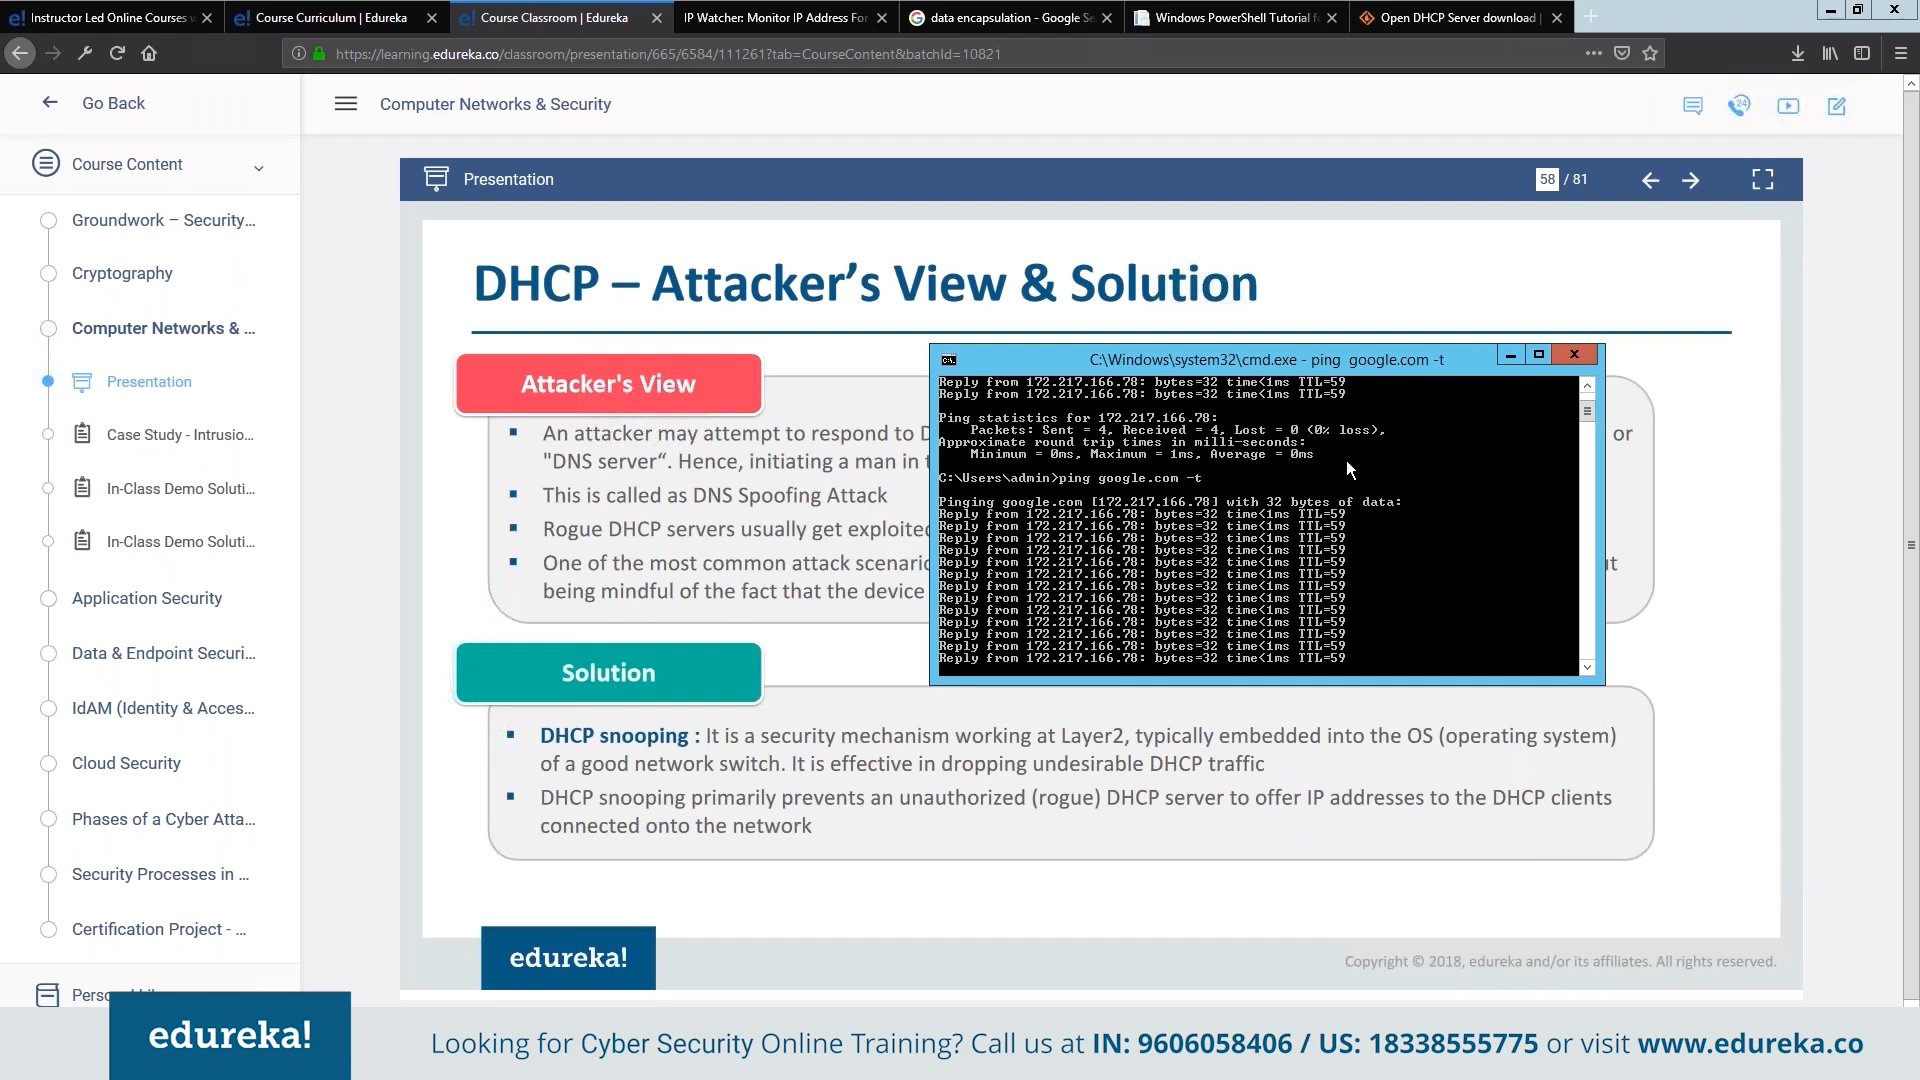 Instructor Led Online Courses w
Course Curriculum | Edureka
Course Classroom | Edureka
IP Watcher: Monitor IP Address For
data encapsulation - Google Se
Windows PowerShell Tutorial f
Open DHCP Server download |
https://learning.edureka.co/classroom/presentation/665/6584/111261?tab=CourseContent&batchId=10821
Go Back
Computer Networks & Security
24
Course Content
Groundwork – Security...
Cryptography
Computer Networks & ...
Presentation
Case Study - Intrusio...
In-Class Demo Soluti...
In-Class Demo Soluti...
Application Security
Data & Endpoint Securi...
IdAM (Identity & Acces...
Cloud Security
Phases of a Cyber Atta...
Security Processes in ...
Certification Project - ...
Presentation
58 / 81
DHCP – Attacker’s View & Solution
Attacker's View
An attacker may attempt to respond to D
or
"DNS server“. Hence, initiating a man in t
This is called as DNS Spoofing Attack
Rogue DHCP servers usually get exploited
One of the most common attack scenario
ut
being mindful of the fact that the device
C:\Windows\system32\cmd.exe - ping google.com -t
Reply from 172.217.166.78: bytes=32 time<1ms TTL=59
Reply from 172.217.166.78: bytes=32 time<1ms TTL=59
Ping statistics for 172.217.166.78:
Packets: Sent = 4, Received = 4, Lost = 0 (0% loss),
Approximate round trip times in milli-seconds:
Minimum = 0ms, Maximum = 1ms, Average = 0ms
C:\Users\admin>ping google.com -t
Pinging google.com [172.217.166.78] with 32 bytes of data:
Reply from 172.217.166.78: bytes=32 time<1ms TTL=59
Reply from 172.217.166.78: bytes=32 time<1ms TTL=59
Reply from 172.217.166.78: bytes=32 time<1ms TTL=59
Reply from 172.217.166.78: bytes=32 time<1ms TTL=59
Reply from 172.217.166.78: bytes=32 time<1ms TTL=59
Reply from 172.217.166.78: bytes=32 time<1ms TTL=59
Reply from 172.217.166.78: bytes=32 time<1ms TTL=59
Reply from 172.217.166.78: bytes=32 time<1ms TTL=59
Reply from 172.217.166.78: bytes=32 time<1ms TTL=59
Reply from 172.217.166.78: bytes=32 time<1ms TTL=59
Reply from 172.217.166.78: bytes=32 time<1ms TTL=59
Reply from 172.217.166.78: bytes=32 time<1ms TTL=59
Reply from 172.217.166.78: bytes=32 time<1ms TTL=59
Solution
DHCP snooping : It is a security mechanism working at Layer2, typically embedded into the OS (operating system)
of a good network switch. It is effective in dropping undesirable DHCP traffic
DHCP snooping primarily prevents an unauthorized (rogue) DHCP server to offer IP addresses to the DHCP clients
connected onto the network
edureka!
Copyright © 2018, edureka and/or its affiliates. All rights reserved.
edureka!
Looking for Cyber Security Online Training? Call us at IN: 9606058406 / US: 18338555775 or visit www.edureka.co